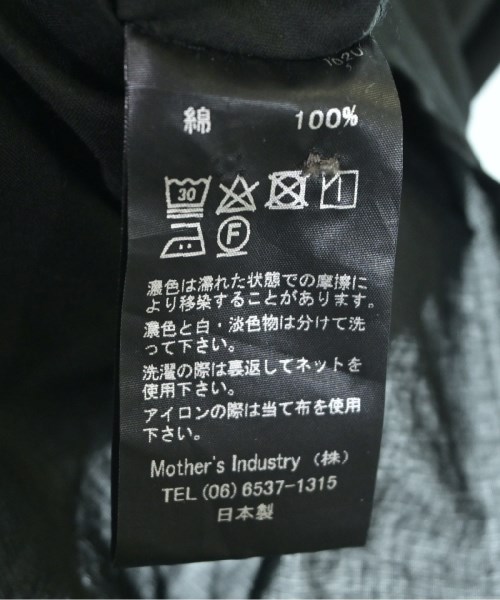 1620
綿 100%
30
F
濃色は濡れた状態での摩擦に
より移染することがあります。
濃色と白・淡色物は分けて洗
って下さい。
洗濯の際は裏返してネットを
使用下さい。
アイロンの際は当て布を使用
下さい。
Mother's Industry (株)
TEL (06) 6537-1315
日本製